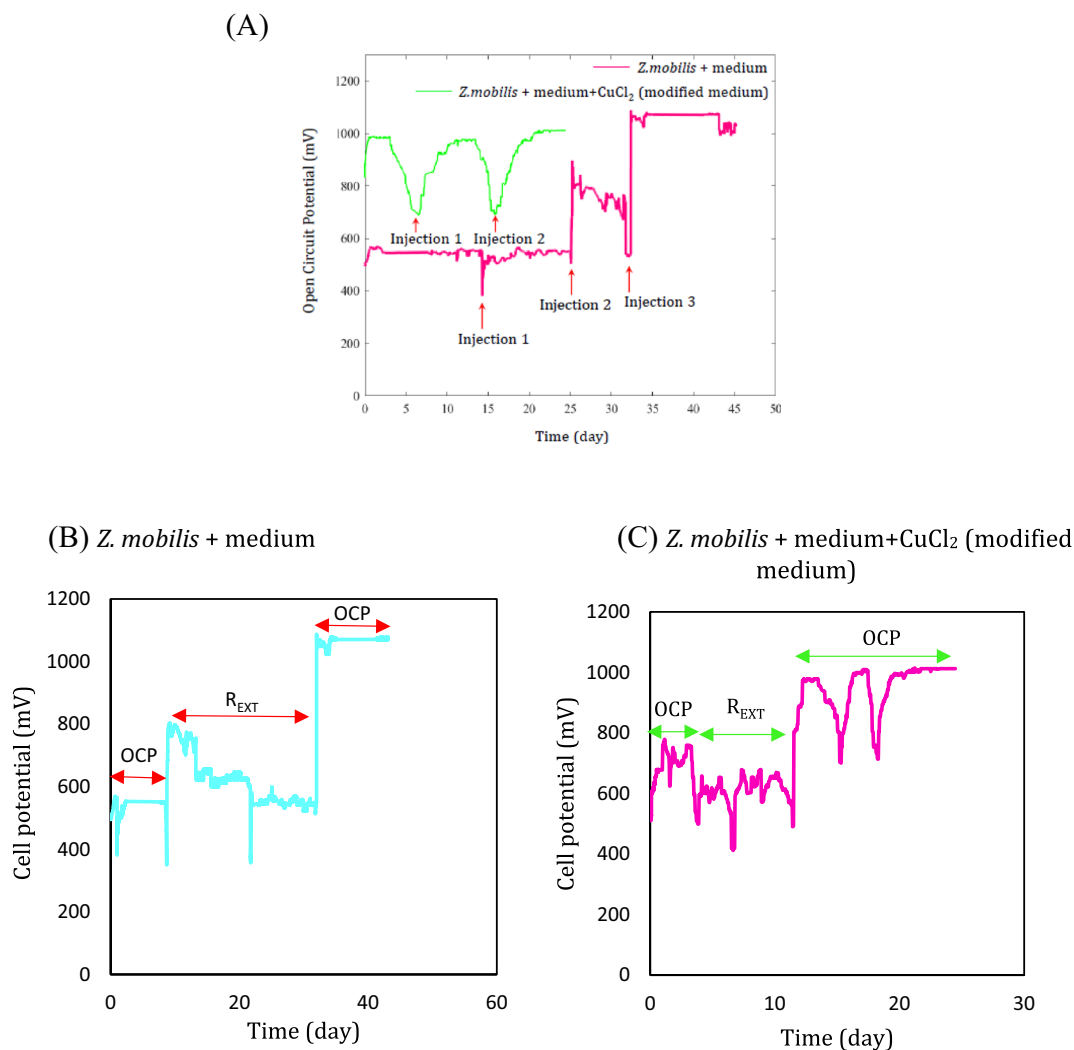 (A)
Z.mobilis + medium
Z.mobilis + medium+CuCl₂ (modified medium)
1200
1000
800
600
400
200
0
Open Circuit Potential (mV)
Injection 1
Injection 2
Injection 2
Injection 3
Injection 1
0 5 10 15 20 25 30 35 40 45 50
Time (day)
(B) Z. mobilis + medium
1200
1000
800
600
400
200
0
Cell potential (mV)
OCP
R_EXT
OCP
0 20 40 60
Time (day)
(C) Z. mobilis + medium+CuCl₂ (modified
medium)
1200
1000
800
600
400
200
0
Cell potential (mV)
OCP
OCP
R_EXT
0 10 20 30
Time (day)